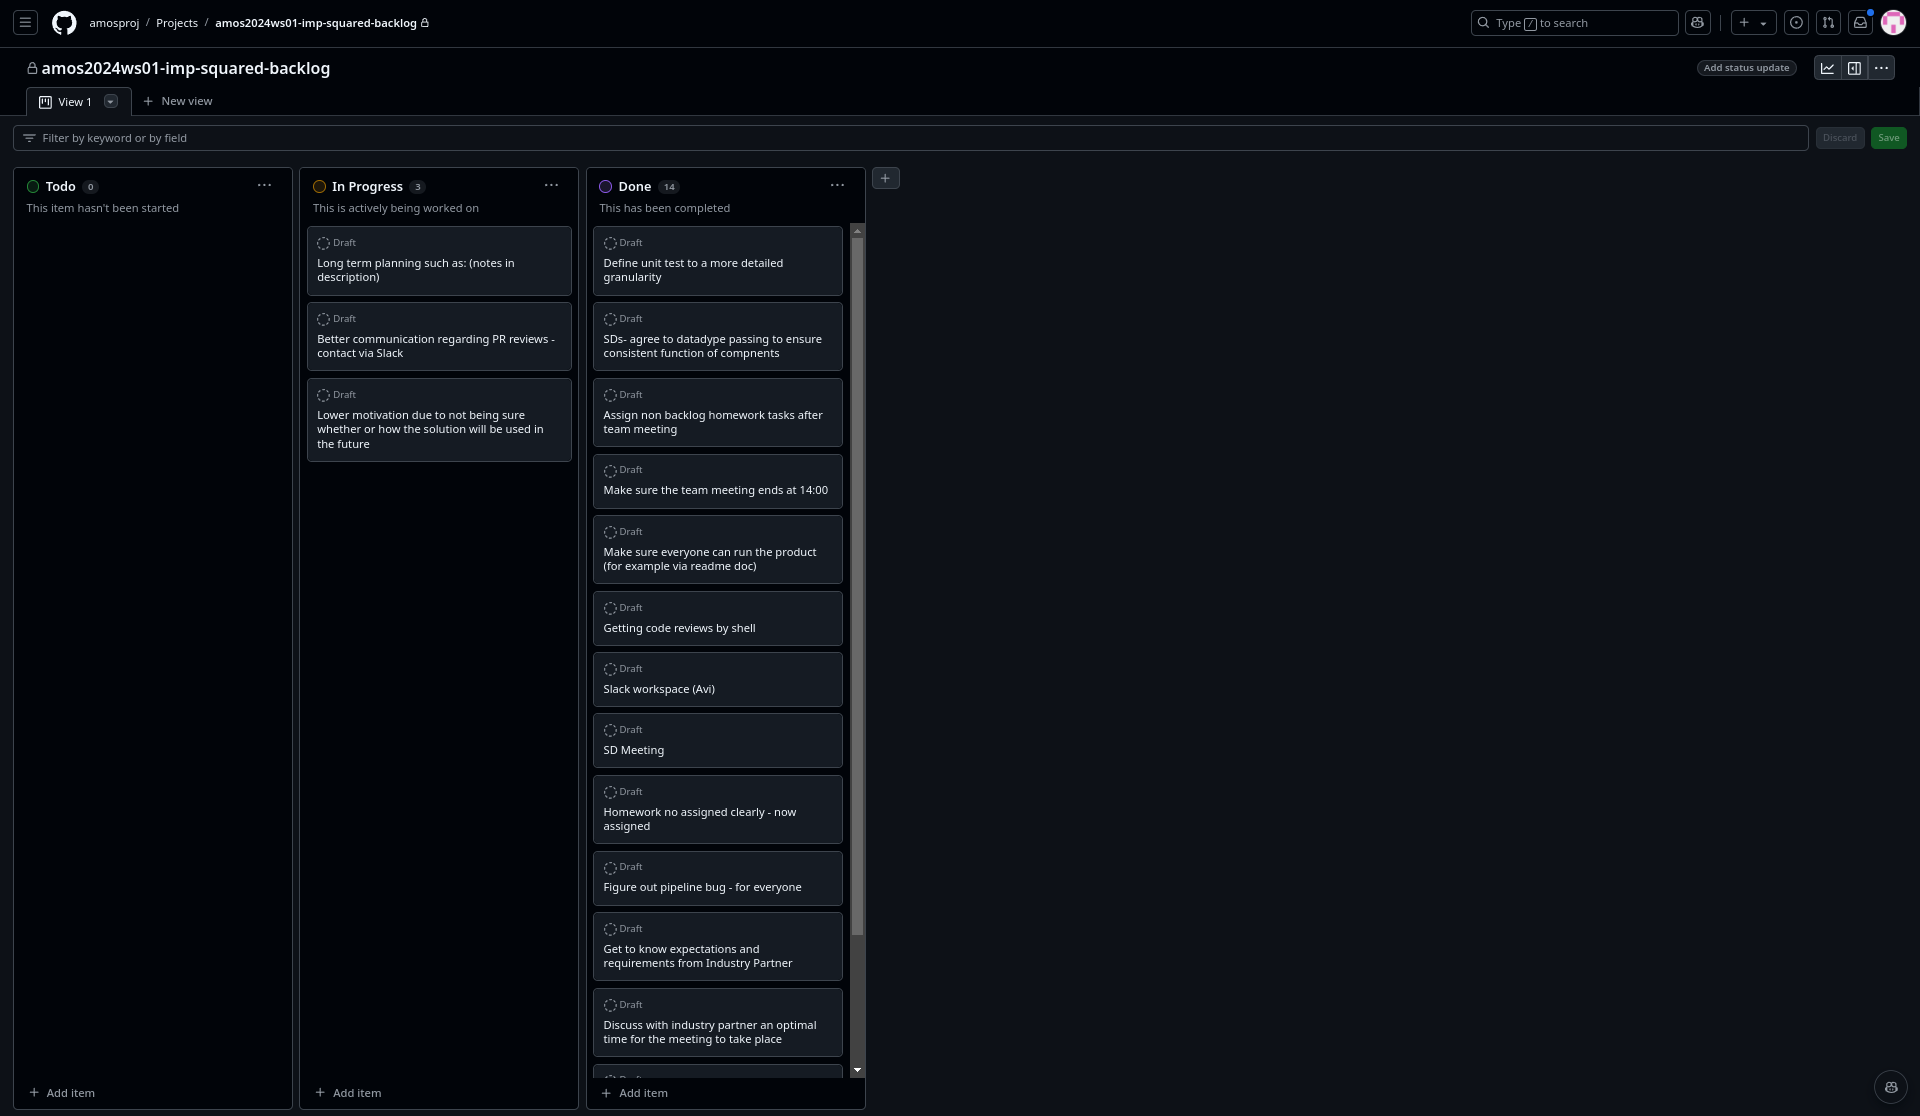 amosproj / Projects / amos2024ws01-imp-squared-backlog
Type / to search
amos2024ws01-imp-squared-backlog
Add status update
View 1
New view
Filter by keyword or by field
Discard
Save
Todo 0
This item hasn't been started
Add item
In Progress 3
This is actively being worked on
Draft
Long term planning such as: (notes in
description)
Draft
Better communication regarding PR reviews -
contact via Slack
Draft
Lower motivation due to not being sure
whether or how the solution will be used in
the future
Add item
Done 14
This has been completed
Draft
Define unit test to a more detailed
granularity
Draft
SDs- agree to datadype passing to ensure
consistent function of compnents
Draft
Assign non backlog homework tasks after
team meeting
Draft
Make sure the team meeting ends at 14:00
Draft
Make sure everyone can run the product
(for example via readme doc)
Draft
Getting code reviews by shell
Draft
Slack workspace (Avi)
Draft
SD Meeting
Draft
Homework no assigned clearly - now
assigned
Draft
Figure out pipeline bug - for everyone
Draft
Get to know expectations and
requirements from Industry Partner
Draft
Discuss with industry partner an optimal
time for the meeting to take place
Add item